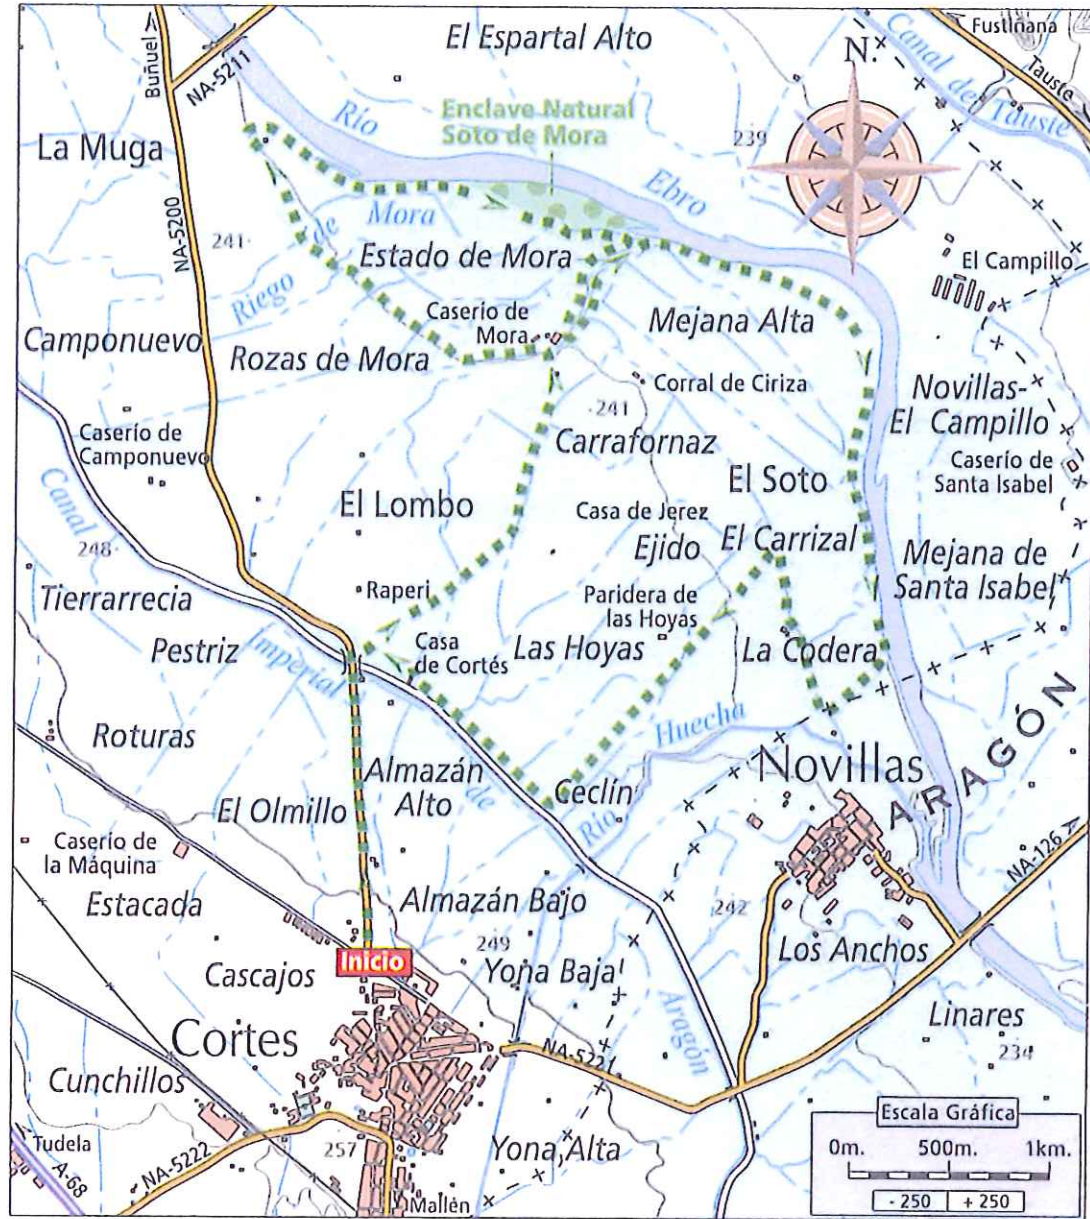 El Espartal Alto
Fustiñana
Buñuel
NA-5211
N.
Canal de Tauste
Tauste
Río
Enclave Natural
Soto de Mora
239
La Muga
Ebro
de
Mora
NA-5200
241
Estado de Mora
El Campillo
Riego
Caserío de
Mora
Mejana Alta
Camponuevo
Rozas de Mora
Corral de Ciriza
Novillas-
El Campillo
241
Carrafornaz
Caserío de
Camponuevo
Caserío de
Santa Isabel
El Soto
Canal
El Lombo
Casa de Jerez
Ejido
El Carrizal
248
Mejana de
Santa Isabel
Tierrarrecia
Raperi
Paridera de
las Hoyas
Pestriz
Imperial
Casa
de Cortés
Las Hoyas
La Codera
Huecha
ARAGÓN
Roturas
Novillas
Almazán
Alto
de
Ceclín
Río
El Olmillo
Caserío de
la Máquina
NA-126
Estacada
Almazán Bajo
242
249
Los Anchos
Inicio
Cascajos
Yona Baja
Aragón
Linares
Cortes
NA-5221
234
Cunchillos
Escala Gráfica
Tudela
A-68
NA-5222
257
Yona Alta
0m. 500m. 1km.
Mallén
- 250 + 250